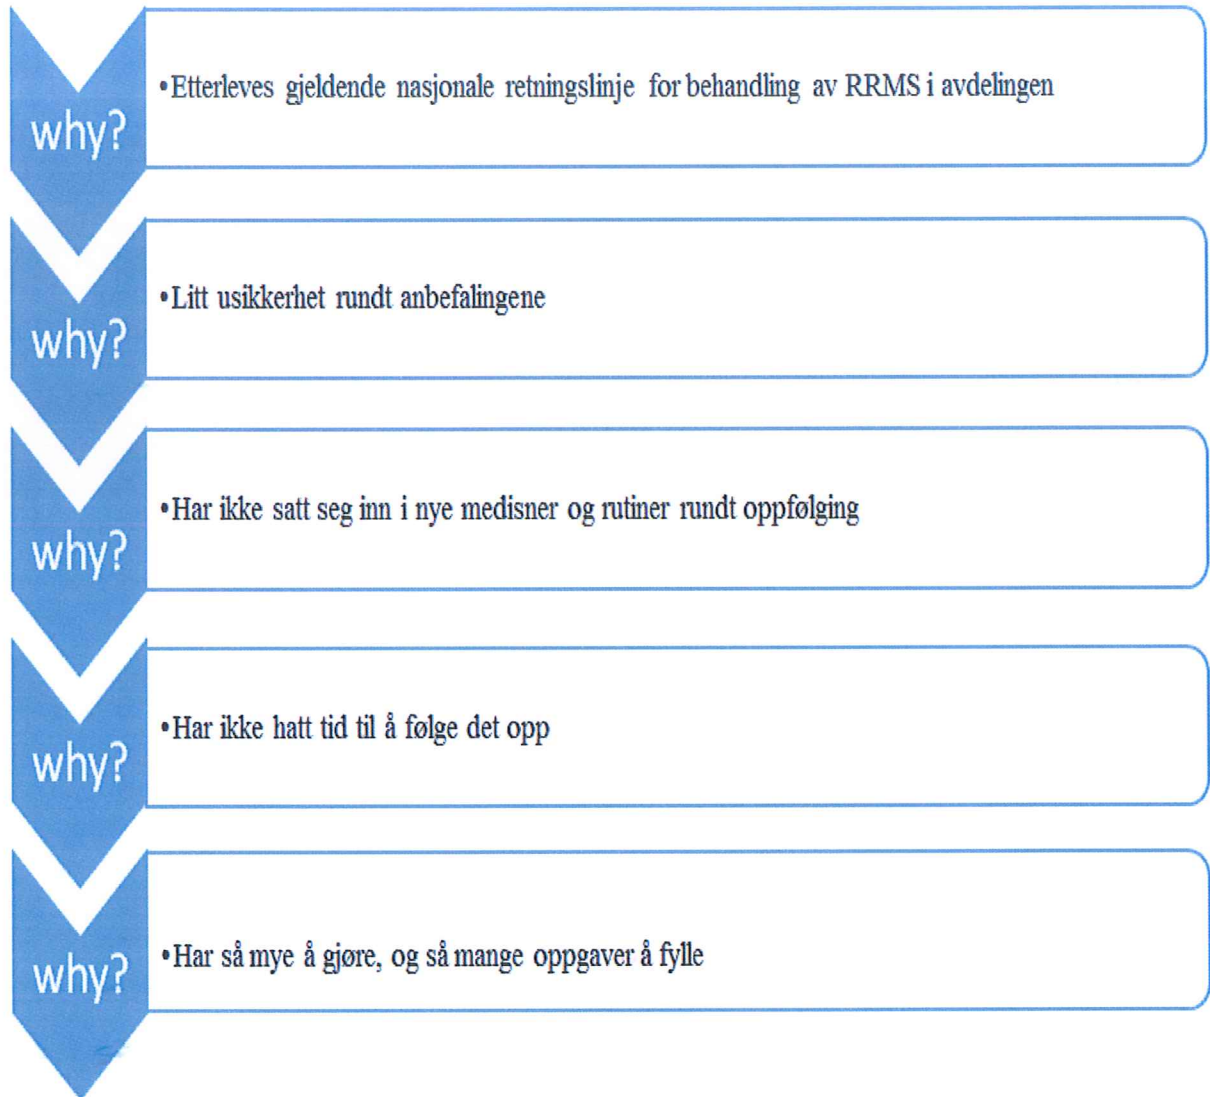 why?
•Etterleves gjeldende nasjonale retningslinje for behandling av RRMS i avdelingen
why?
•Litt usikkerhet rundt anbefalingene
why?
•Har ikke satt seg inn i nye medisner og rutiner rundt oppfølging
why?
•Har ikke hatt tid til å følge det opp
why?
•Har så mye å gjøre, og så mange oppgaver å fylle